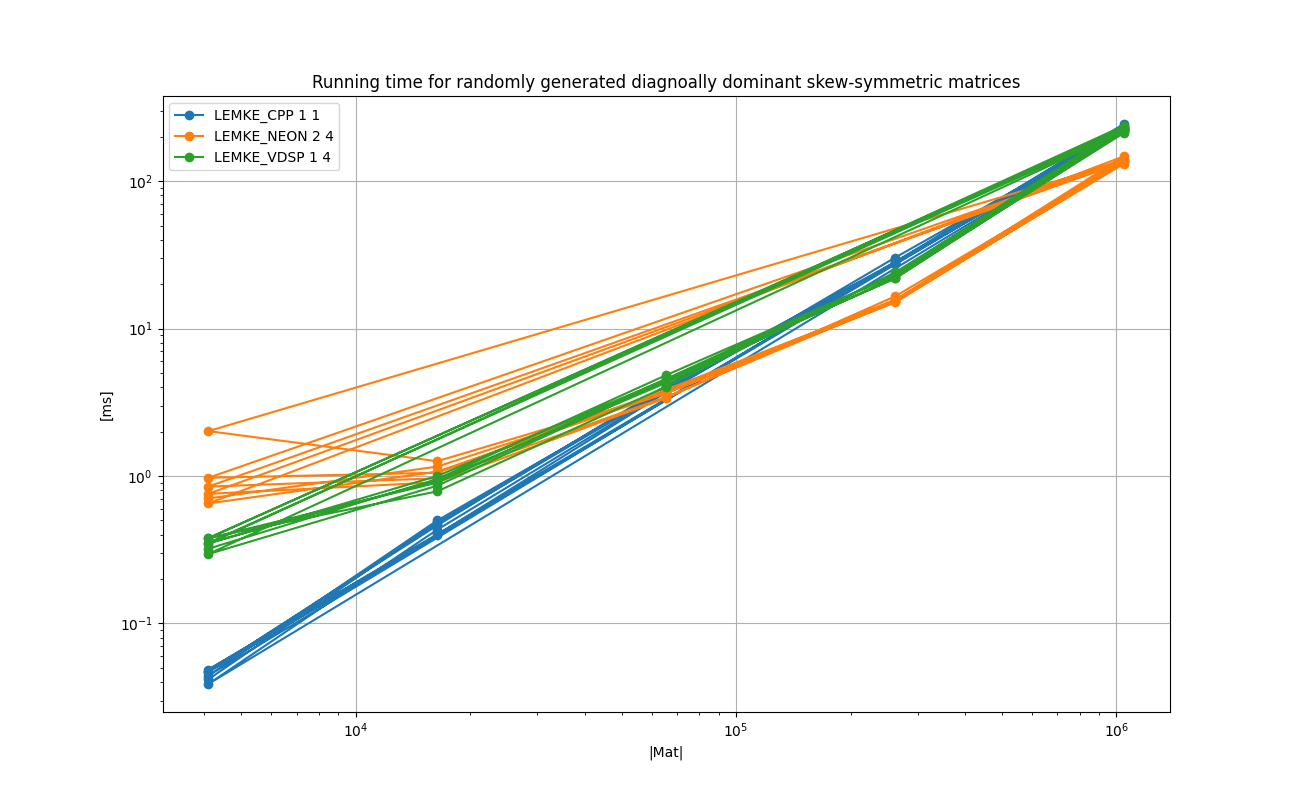 Running time for randomly generated diagnoally dominant skew-symmetric matrices
LEMKE_CPP 1 1
LEMKE_NEON 2 4
LEMKE_VDSP 1 4
[ms]
10²
10¹
10⁰
10⁻¹
10⁴ 10⁵ 10⁶
|Mat|